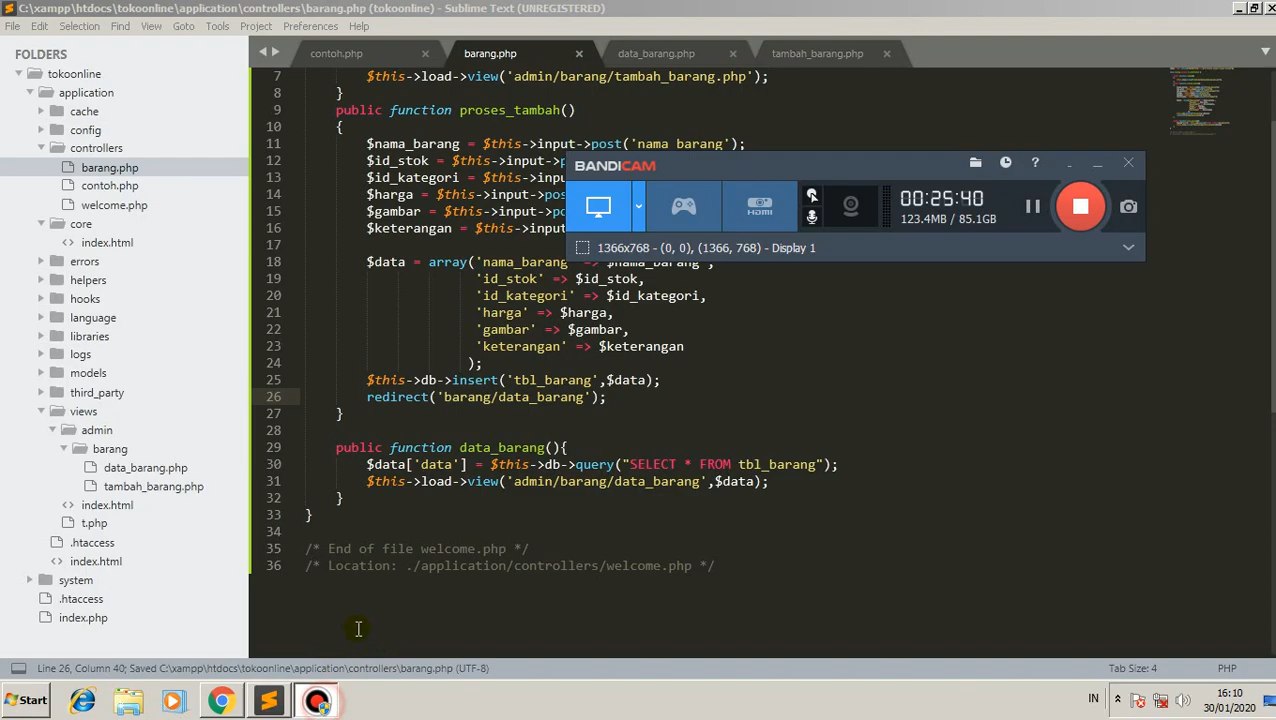 C:\xampp\htdocs\tokoonline\application\controllers\barang.php (tokoonline) - Sublime Text (UNREGISTERED)
File Edit Selection Find View Goto Tools Project Preferences Help
FOLDERS
tokoonline
application
cache
config
controllers
barang.php
contoh.php
welcome.php
core
index.html
errors
helpers
hooks
language
libraries
logs
models
third_party
views
admin
barang
data_barang.php
tambah_barang.php
index.html
t.php
.htaccess
index.html
system
.htaccess
index.php
contoh.php barang.php data_barang.php tambah_barang.php
7 $this->load->view('admin/barang/tambah_barang.php');
8 }
9 public function proses_tambah()
10 {
11 $nama_barang = $this->input->post('nama_barang');
12 $id_stok = $this->input->
13 $id_kategori = $this->in
14 $harga = $this->input->pos
15 $gambar = $this->input->po
16 $keterangan = $this->inpu
17
18 $data = array('nama_barang' => $nama_barang,
19 'id_stok' => $id_stok,
20 'id_kategori' => $id_kategori,
21 'harga' => $harga,
22 'gambar' => $gambar,
23 'keterangan' => $keterangan
24 );
25 $this->db->insert('tbl_barang',$data);
26 redirect('barang/data_barang');
27 }
28
29 public function data_barang(){
30 $data['data'] = $this->db->query("SELECT * FROM tbl_barang");
31 $this->load->view('admin/barang/data_barang',$data);
32 }
33 }
34
35 /* End of file welcome.php */
36 /* Location: ./application/controllers/welcome.php */
BANDICAM
HDMI
00:25:40
123.4MB / 85.1GB
1366x768 - (0, 0), (1366, 768) - Display 1
Line 26, Column 40; Saved C:\xampp\htdocs\tokoonline\application\controllers\barang.php (UTF-8) Tab Size: 4 PHP
Start
IN
16:10
30/01/2020